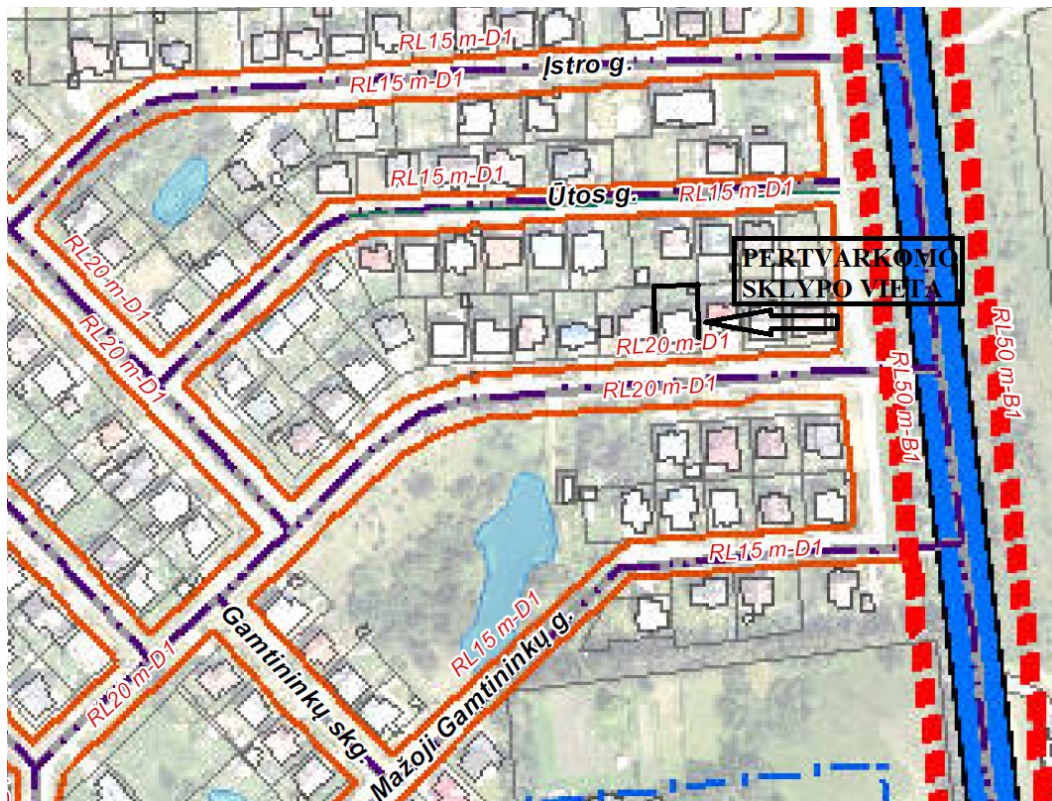 RL15 m-D1
Įstro g.
RL15 m-D1
RL15 m-D1
Ūtos g.
RL15 m-D1
RL20 m-D1
PERTVARKOMO
SKLYPO VIETA
RL20 m-D1
RL20 m-D1
RL20 m-D1
RL50 m-B1
RL50 m-B1
RL15 m-D1
RL15 m-D1
Gamtininkų skg.
Mažoji Gamtininkų g.
RL20 m-D1